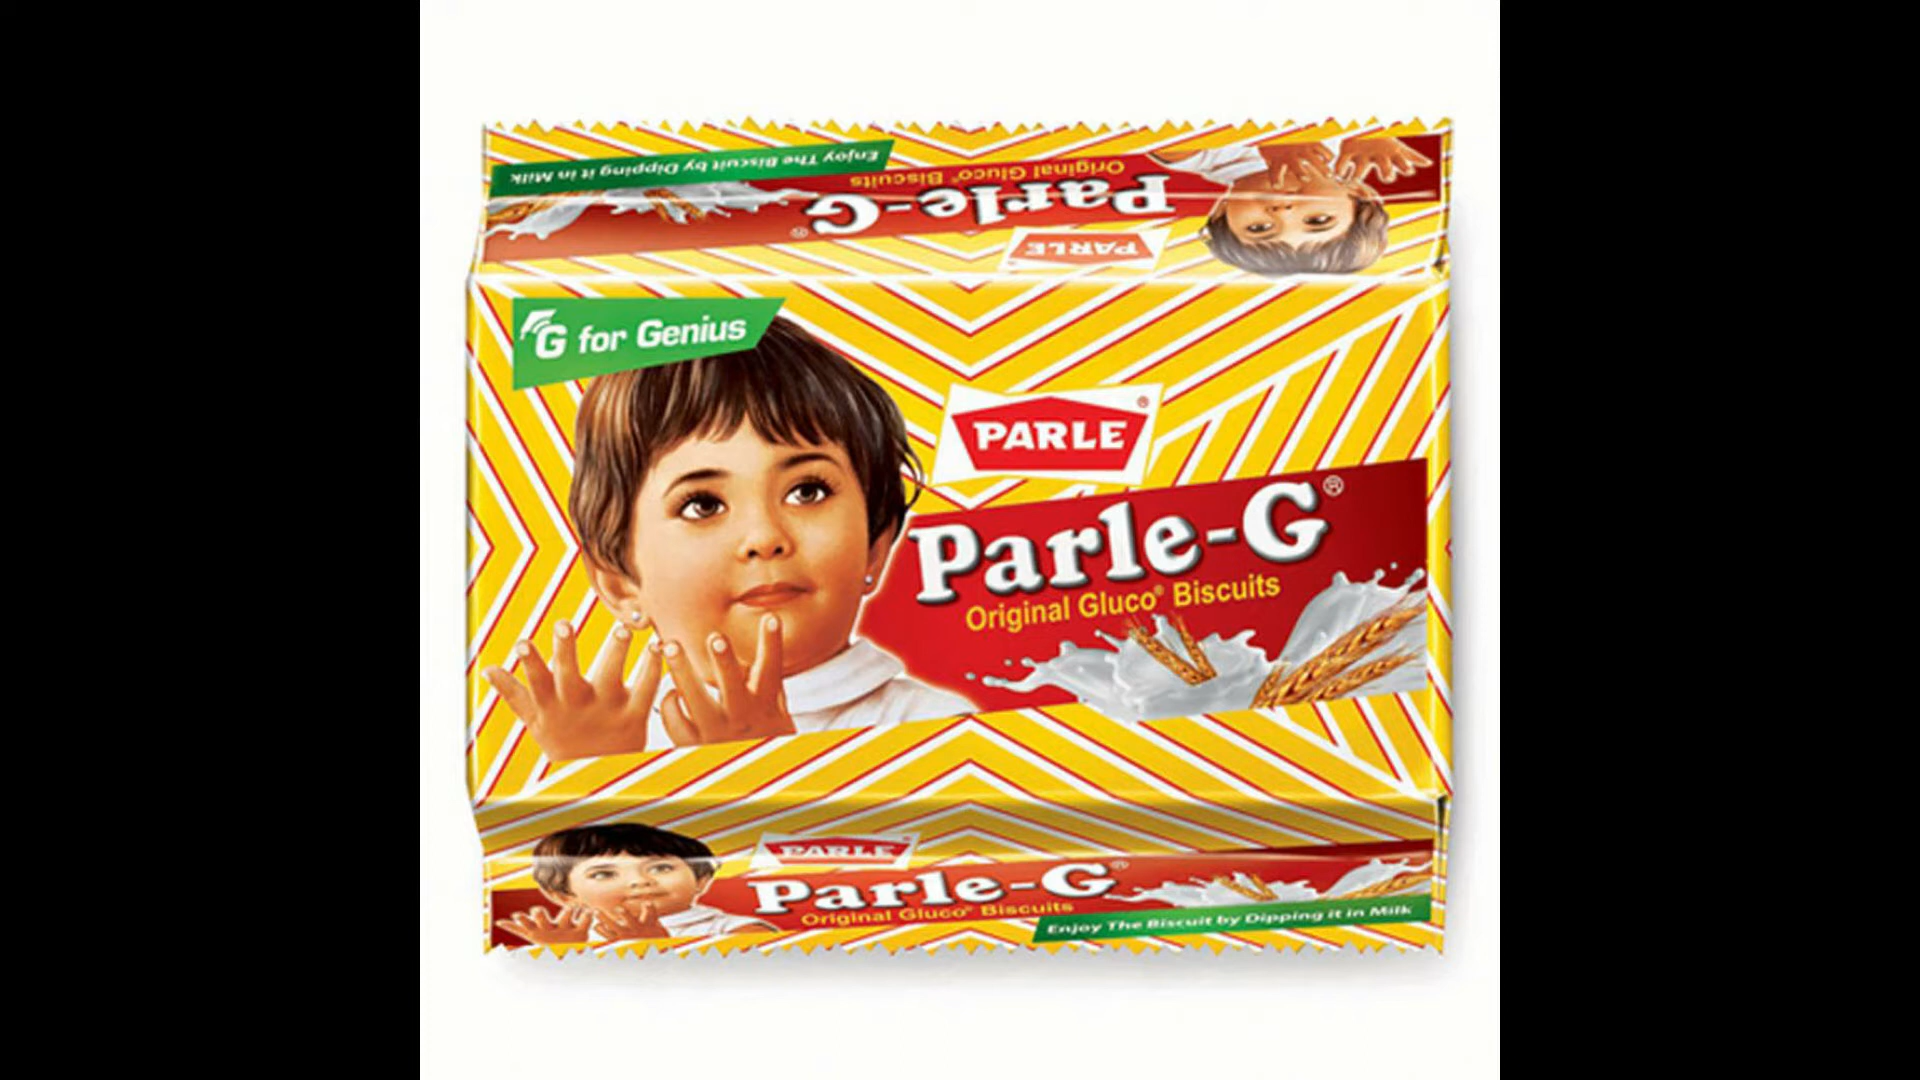 Enjoy The Biscuit by Dipping it in Milk
Original Gluco® Biscuits
Parle-G®
PARLE
G for Genius
PARLE®
Parle-G®
Original Gluco® Biscuits
PARLE
Parle-G®
Original Gluco® Biscuits
Enjoy The Biscuit by Dipping it in Milk